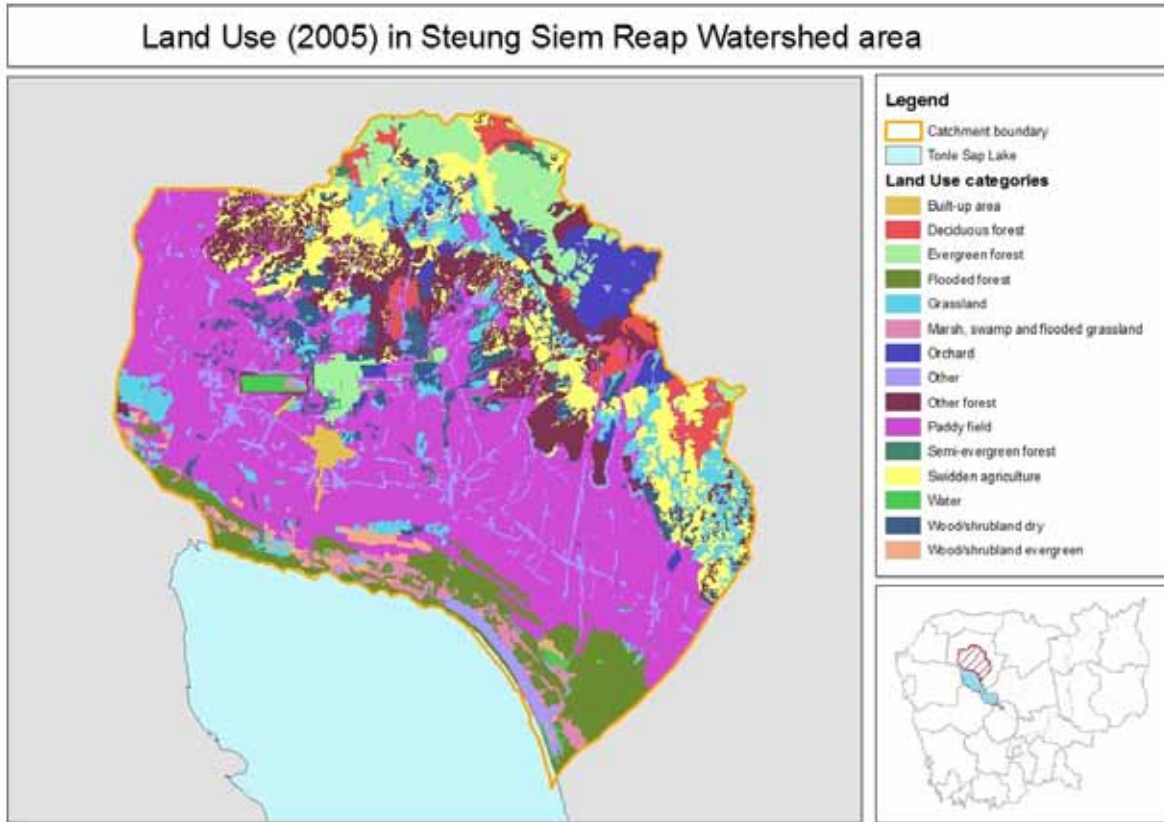 Land Use (2005) in Steung Siem Reap Watershed area
Legend
Catchment boundary
Tonle Sap Lake
Land Use categories
Built-up area
Deciduous forest
Evergreen forest
Flooded forest
Grassland
Marsh, swamp and flooded grassland
Orchard
Other
Other forest
Paddy field
Semi-evergreen forest
Swidden agriculture
Water
Wood/shrubland dry
Wood/shrubland evergreen